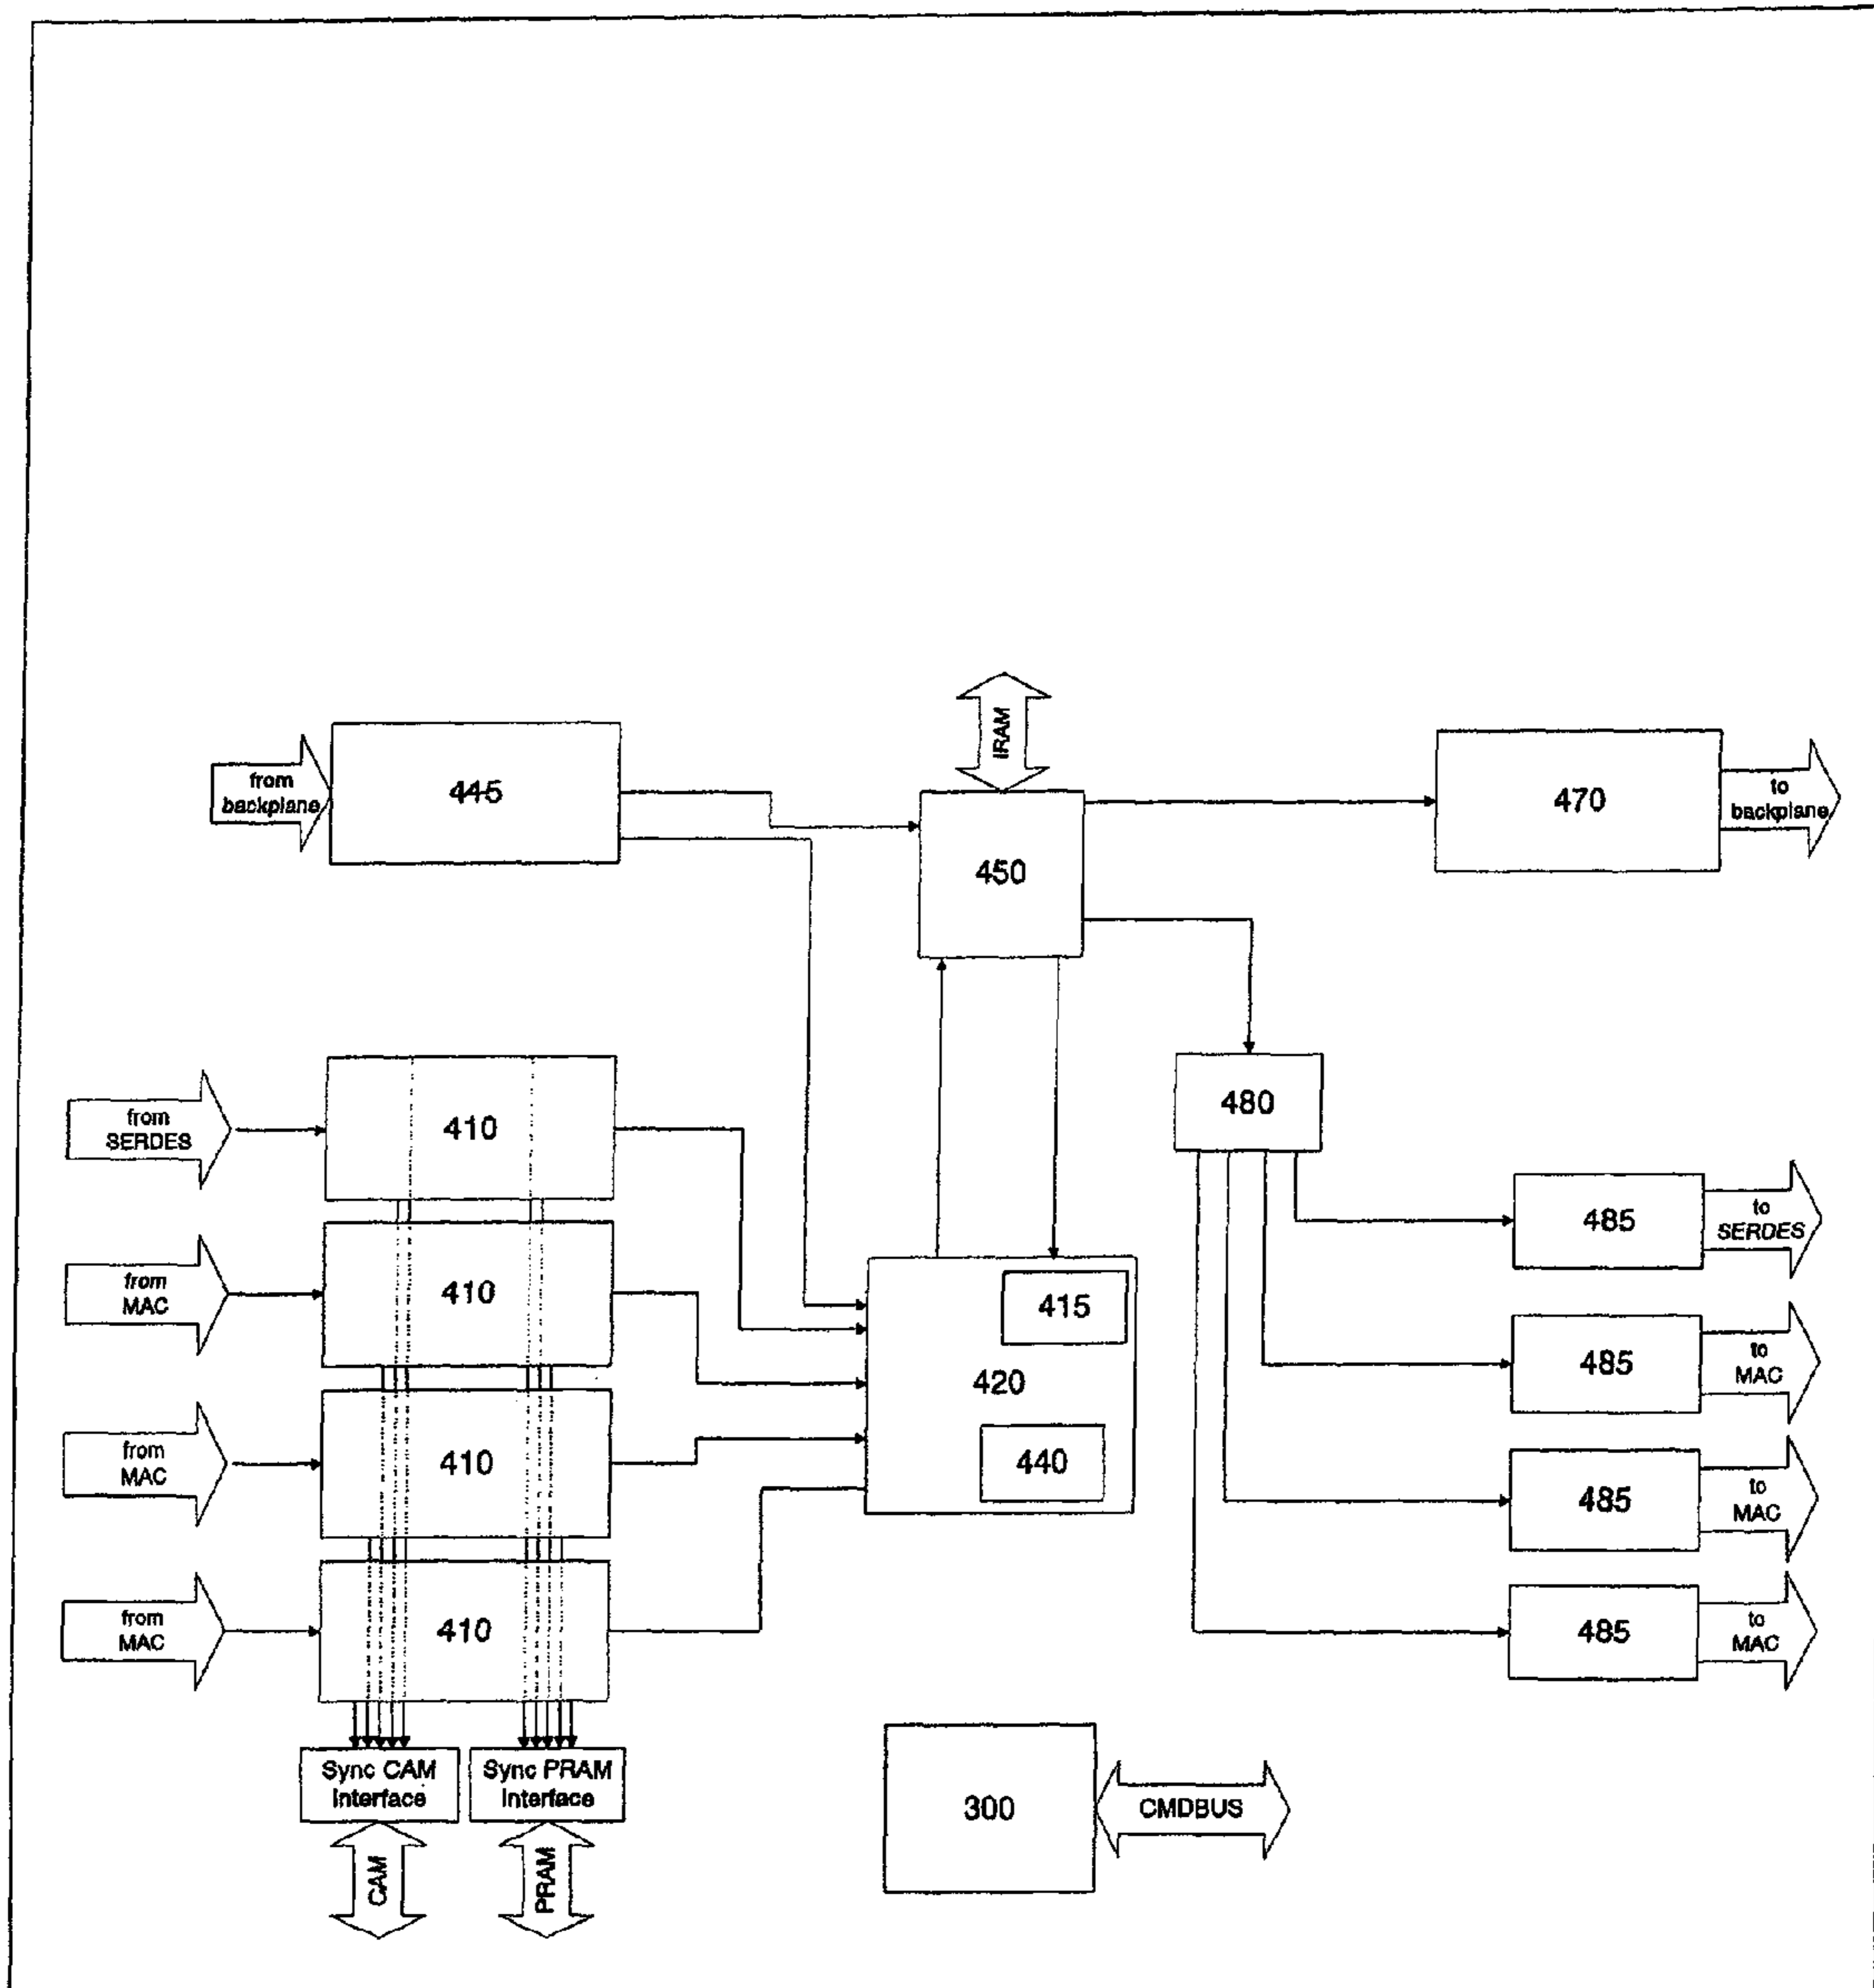 IRAM
from
backplane
445
450
470
to
backplane
from
SERDES
410
480
from
MAC
410
415
420
440
485
to
SERDES
from
MAC
410
485
to
MAC
485
to
MAC
from
MAC
410
485
to
MAC
Sync CAM
Interface
Sync PRAM
Interface
300
CMDBUS
CAM
PRAM